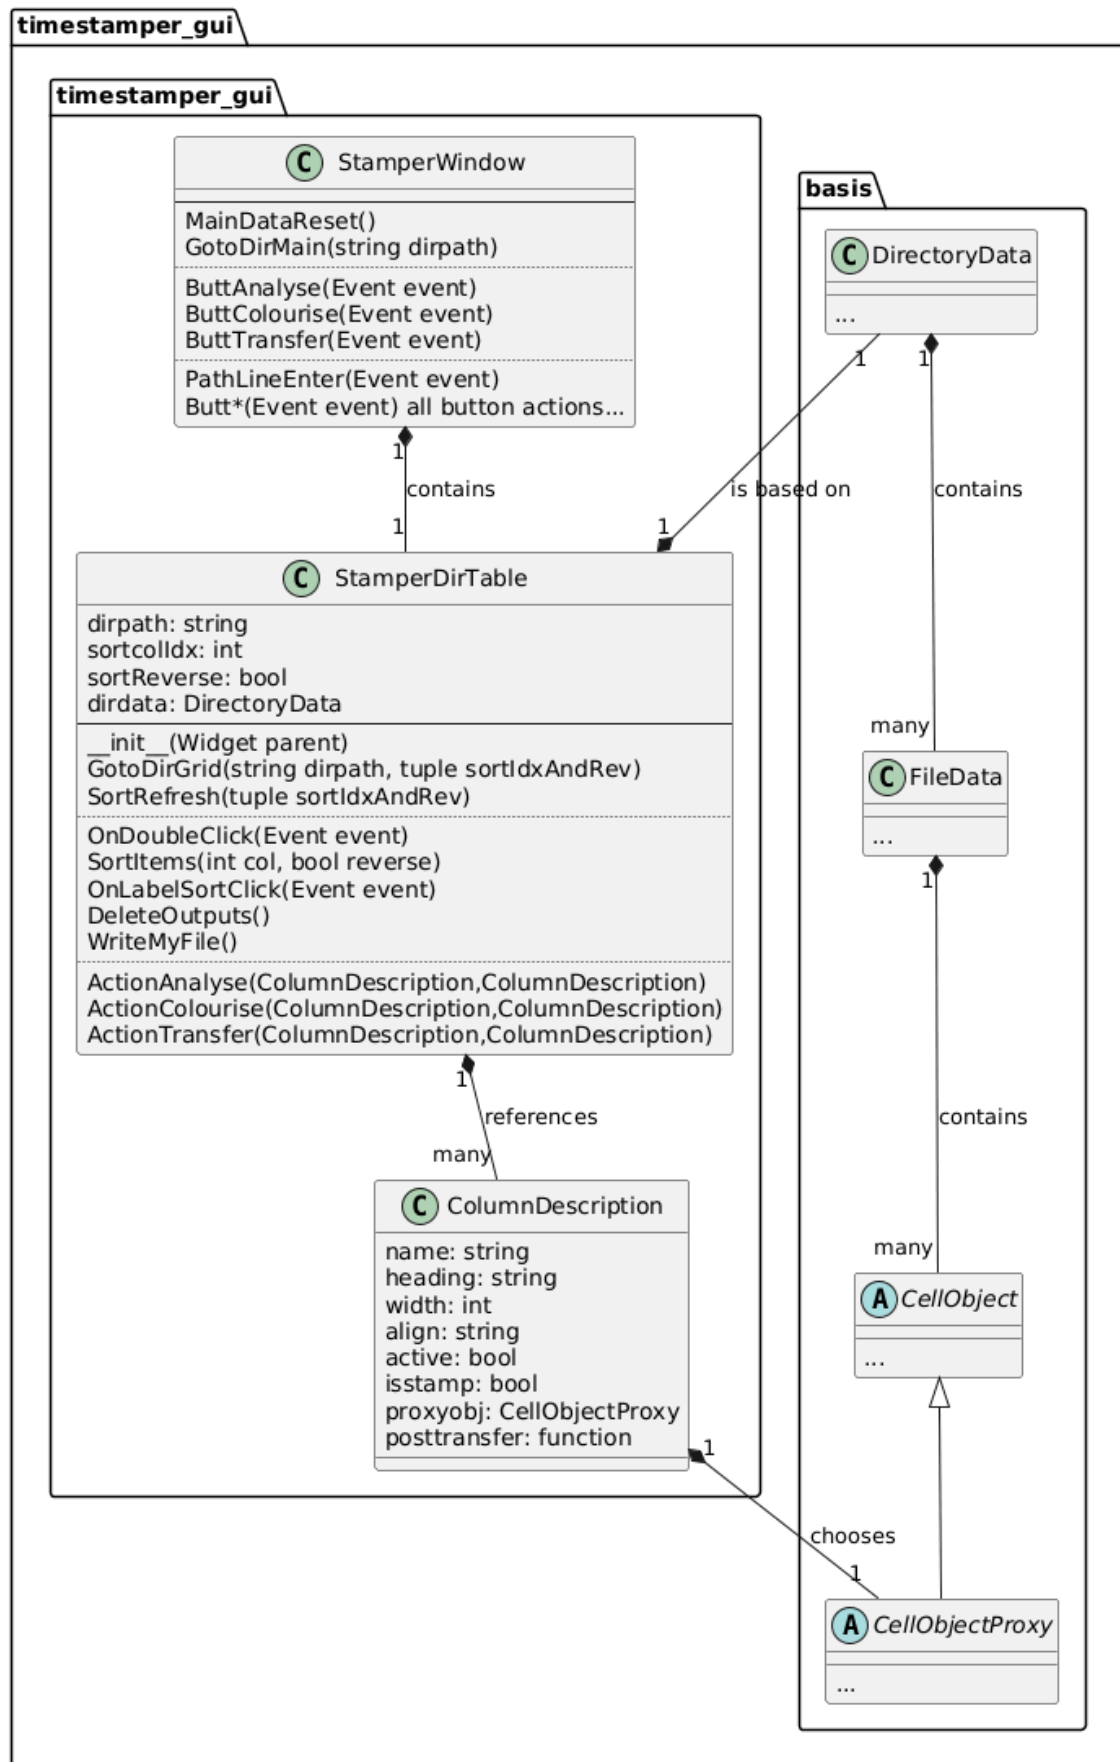 timestamper_gui
timestamper_gui
C StamperWindow
MainDataReset()
GotoDirMain(string dirpath)
ButtAnalyse(Event event)
ButtColourise(Event event)
ButtTransfer(Event event)
PathLineEnter(Event event)
Butt*(Event event) all button actions...
1
contains
1
C StamperDirTable
dirpath: string
sortcolIdx: int
sortReverse: bool
dirdata: DirectoryData
__init__(Widget parent)
GotoDirGrid(string dirpath, tuple sortIdxAndRev)
SortRefresh(tuple sortIdxAndRev)
OnDoubleClick(Event event)
SortItems(int col, bool reverse)
OnLabelSortClick(Event event)
DeleteOutputs()
WriteMyFile()
ActionAnalyse(ColumnDescription,ColumnDescription)
ActionColourise(ColumnDescription,ColumnDescription)
ActionTransfer(ColumnDescription,ColumnDescription)
1
references
many
C ColumnDescription
name: string
heading: string
width: int
align: string
active: bool
isstamp: bool
proxyobj: CellObjectProxy
posttransfer: function
1
chooses
1
basis
C DirectoryData
...
1
is based on
1
1
contains
many
C FileData
...
1
contains
many
A CellObject
...
A CellObjectProxy
...